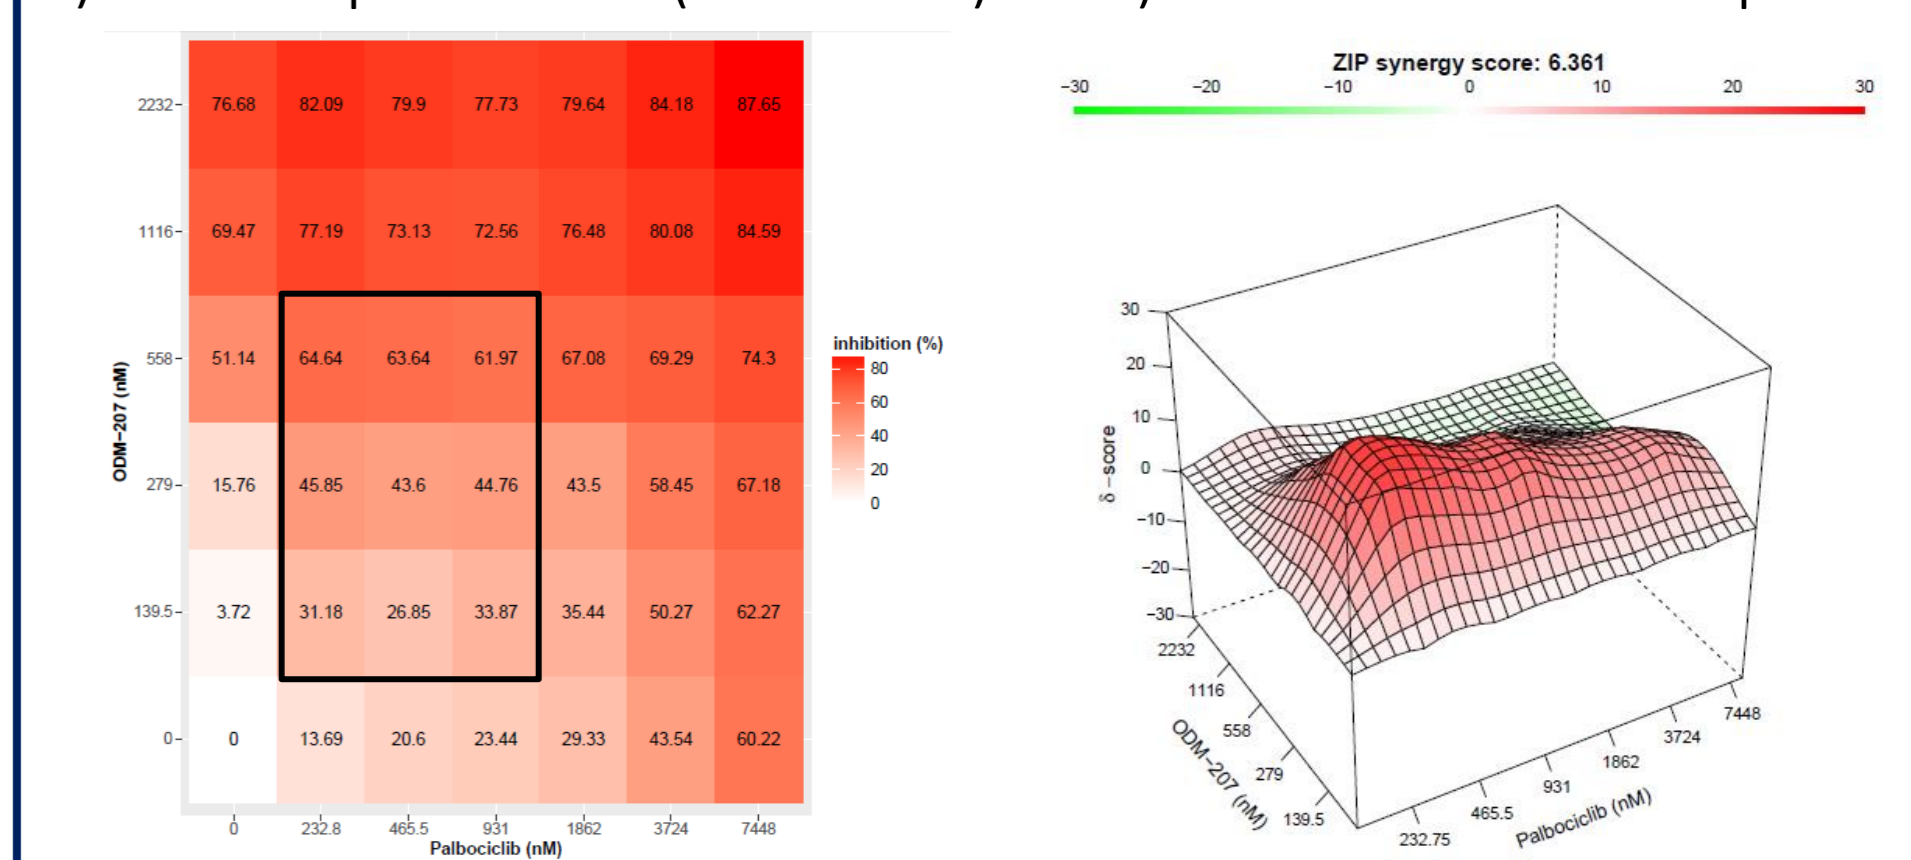 2232 76.68 82.09 79.9 77.73 79.64 84.18 87.65
1116 69.47 77.19 73.13 72.56 76.48 80.08 84.59
558 51.14 64.64 63.64 61.97 67.08 69.29 74.3
279 15.76 45.85 43.6 44.76 43.5 58.45 67.18
139.5 3.72 31.18 26.85 33.87 35.44 50.27 62.27
0 0 13.69 20.6 23.44 29.33 43.54 60.22
0 232.8 465.5 931 1862 3724 7448
Palbociclib (nM)
ODM−207 (nM)
inhibition (%)
80
60
40
20
0
ZIP synergy score: 6.361
−30 −20 −10 0 10 20 30
30
20
10
0
−10
−20
−30
δ −score
2232
1116
558
279
139.5
ODM−207 (nM)
232.75
465.5
931
1862
3724
7448
Palbociclib (nM)